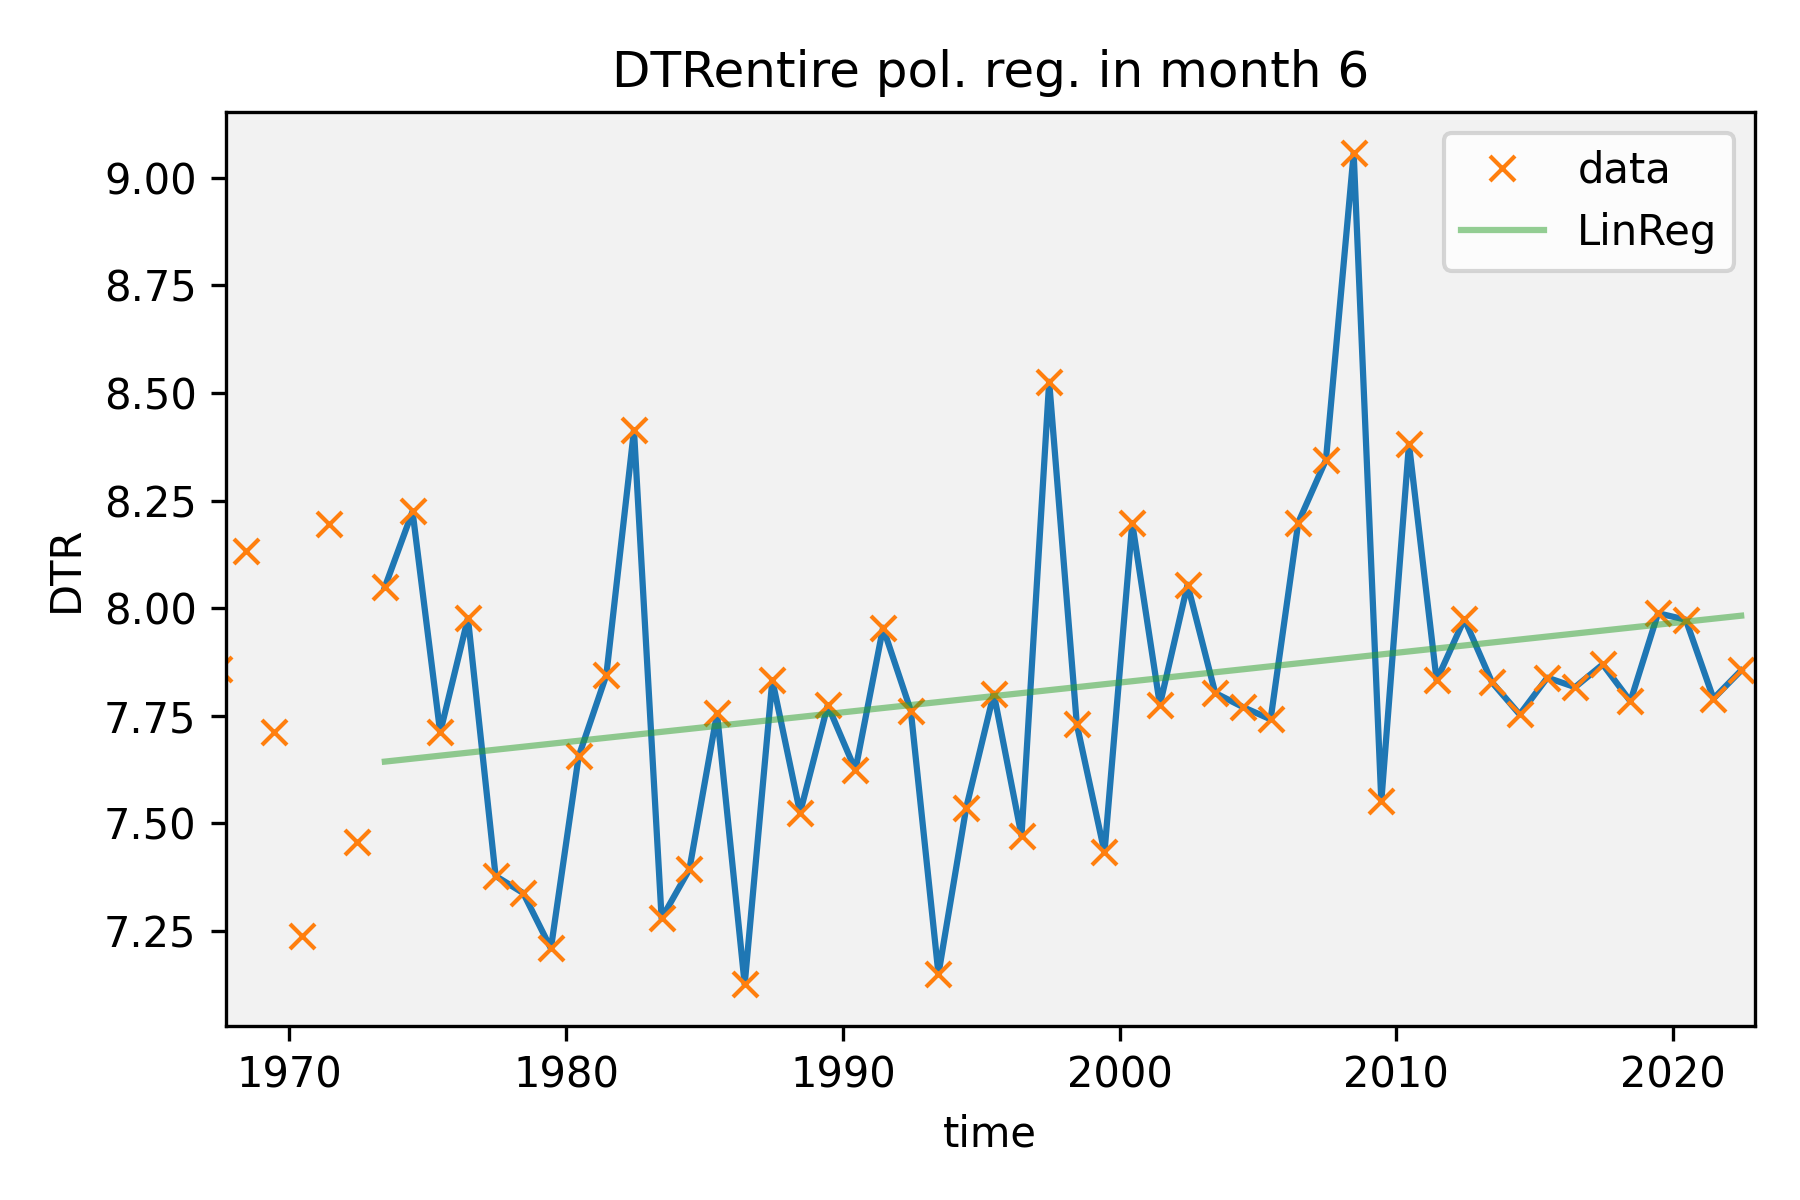 DTRentire pol. reg. in month 6
data
LinReg
9.00
8.75
8.50
8.25
8.00
7.75
7.50
7.25
DTR
1970 1980 1990 2000 2010 2020
time